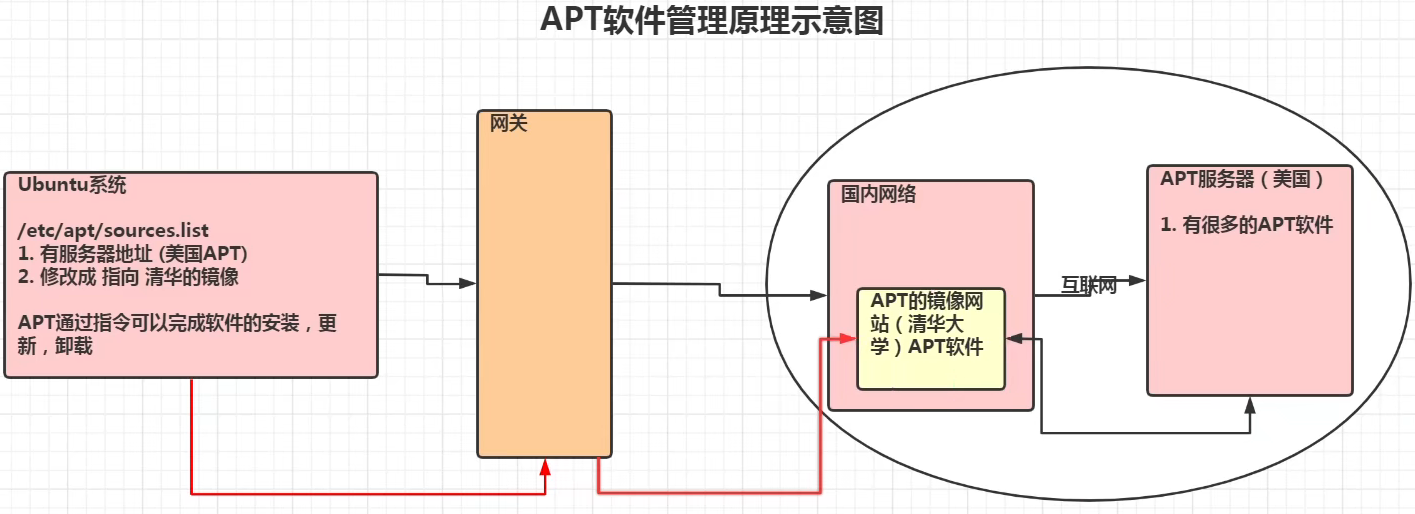 APT软件管理原理示意图
网关
Ubuntu系统
/etc/apt/sources.list
1. 有服务器地址 (美国APT)
2. 修改成 指向 清华的镜像
APT通过指令可以完成软件的安装，更
新，卸载
国内网络
APT的镜像网
站（清华大
学）APT软件
互联网
APT服务器（美国）
1. 有很多的APT软件